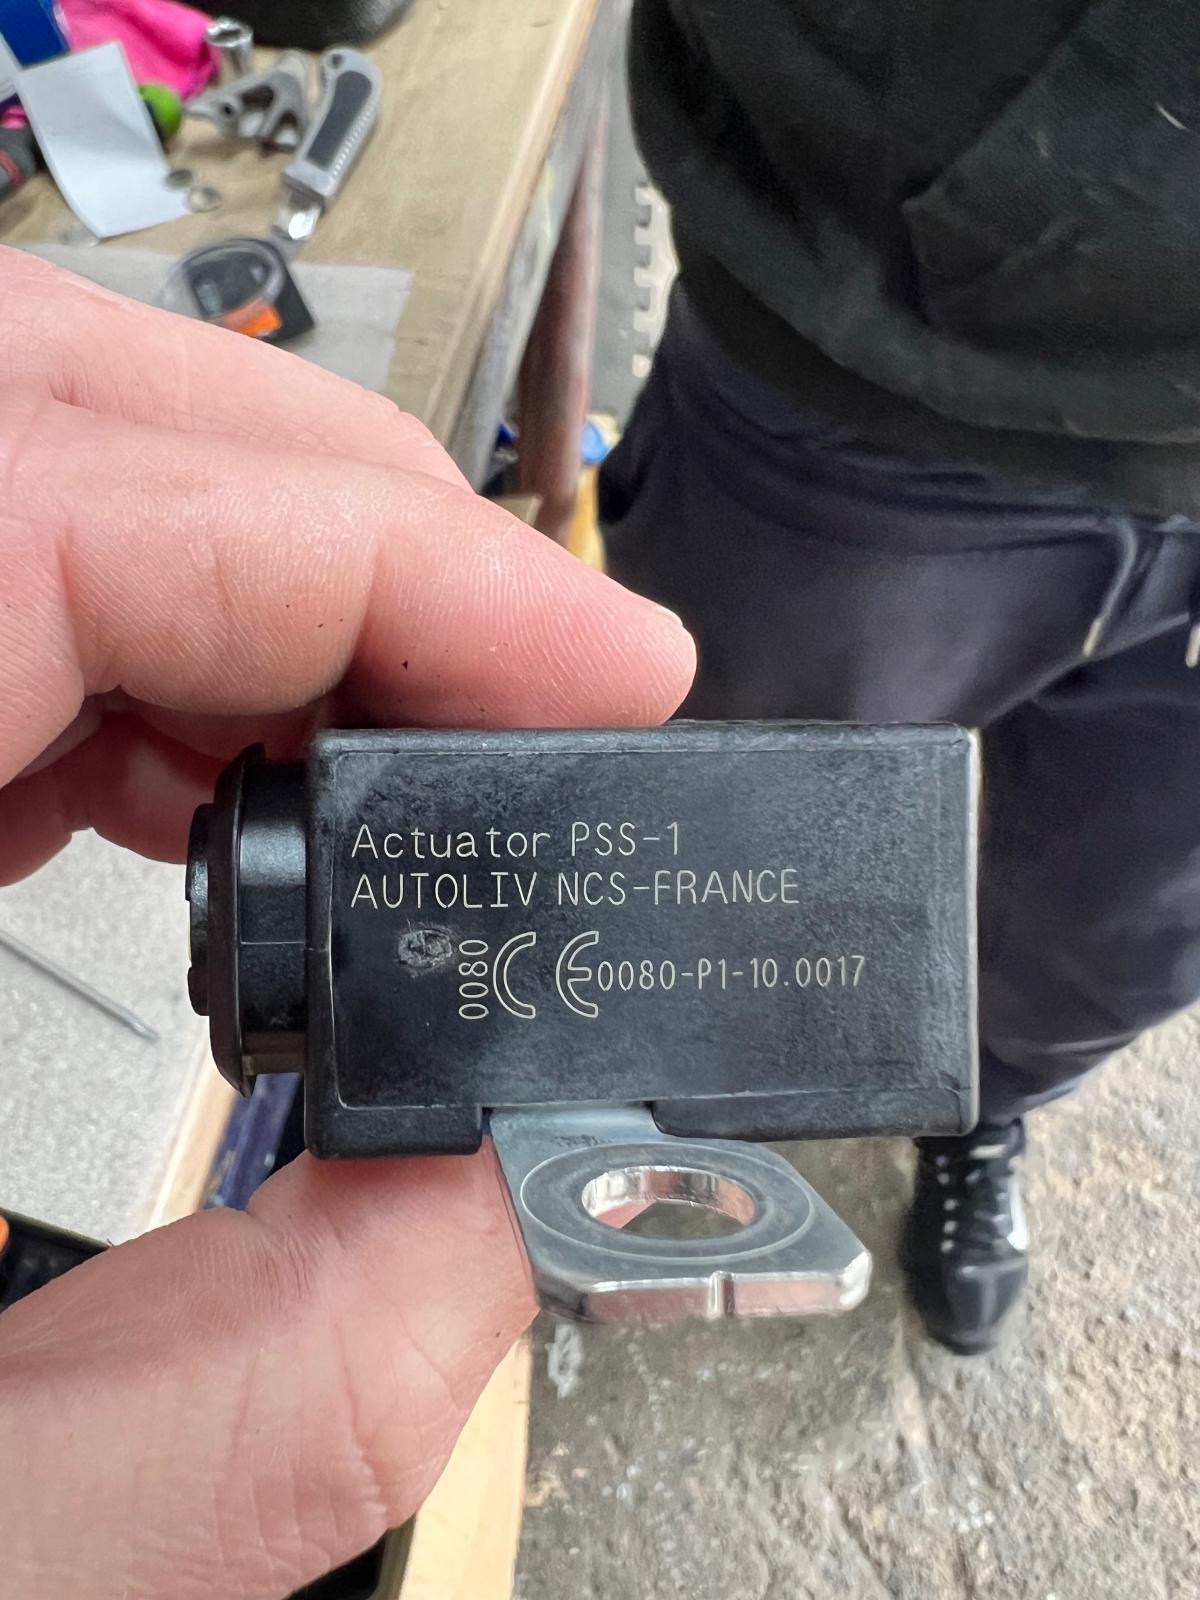 Actuator PSS-1
AUTOLIV NCS-FRANCE
0080 CE 0080-P1-10.0017